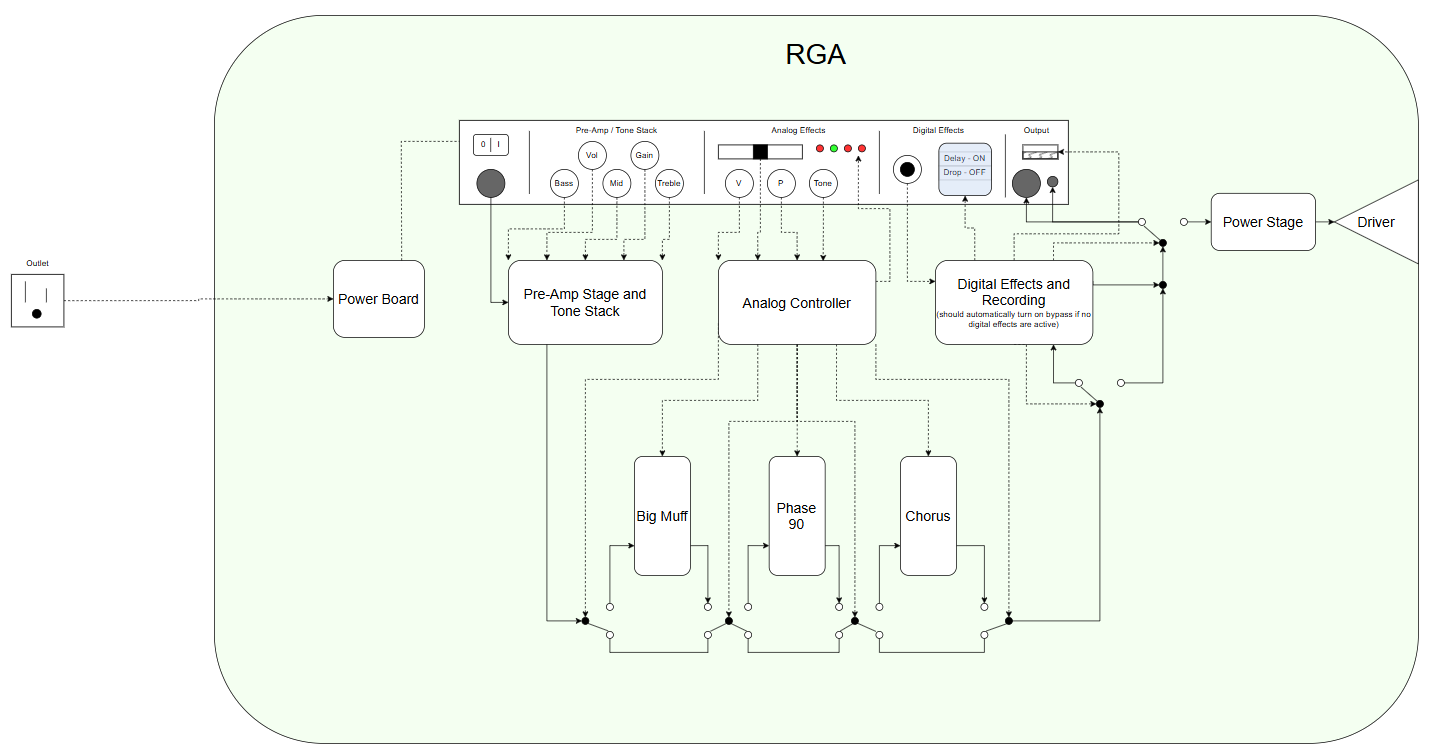 RGA
Pre-Amp / Tone Stack
Analog Effects
Digital Effects
Output
0 | I
Vol
Gain
Bass
Mid
Treble
V
P
Tone
Delay - ON
Drop - OFF
Outlet
Power Board
Pre-Amp Stage and
Tone Stack
Analog Controller
Digital Effects and
Recording
(should automatically turn on bypass if no
digital effects are active)
Power Stage
Driver
Big Muff
Phase
90
Chorus